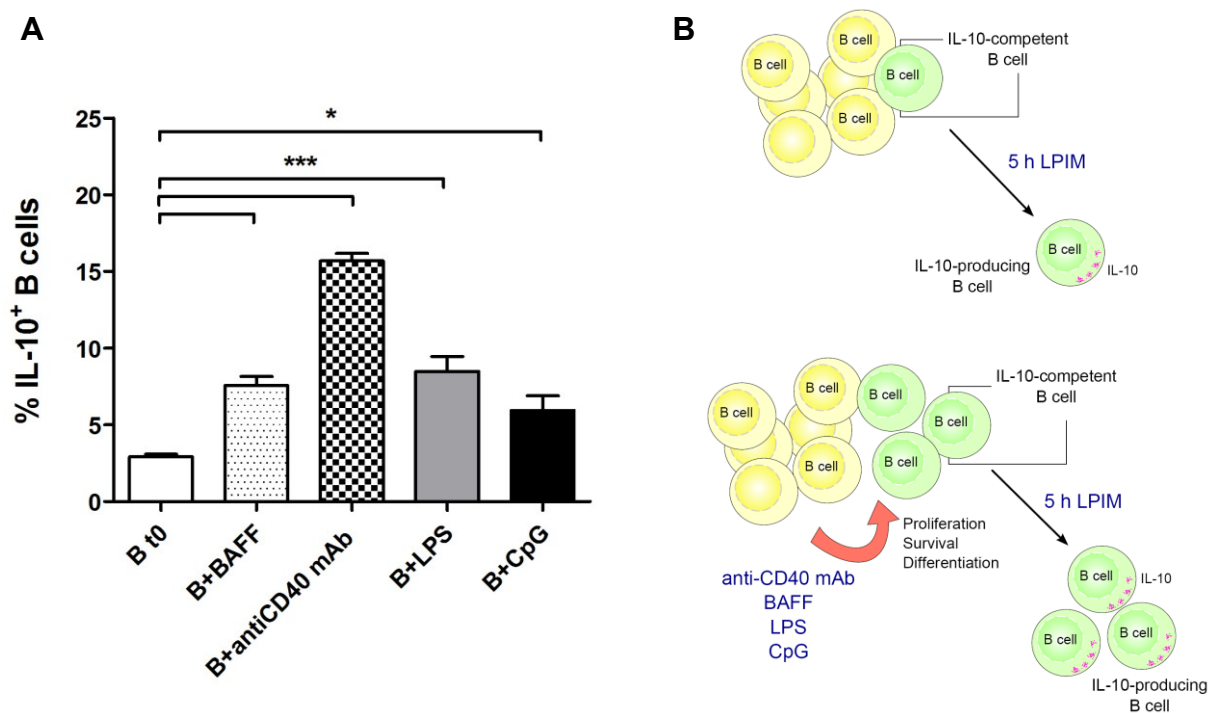 A
% IL-10+ B cells
25
20
15
10
5
0
*
***
B t0
B+BAFF
B+antiCD40 mAb
B+LPS
B+CpG
B
B cell
B cell
B cell
B cell
IL-10-competent
B cell
5 h LPIM
B cell
IL-10
IL-10-producing
B cell
B cell
B cell
B cell
B cell
B cell
B cell
IL-10-competent
B cell
5 h LPIM
Proliferation
Survival
Differentiation
anti-CD40 mAb
BAFF
LPS
CpG
B cell
IL-10
B cell
B cell
IL-10-producing
B cell